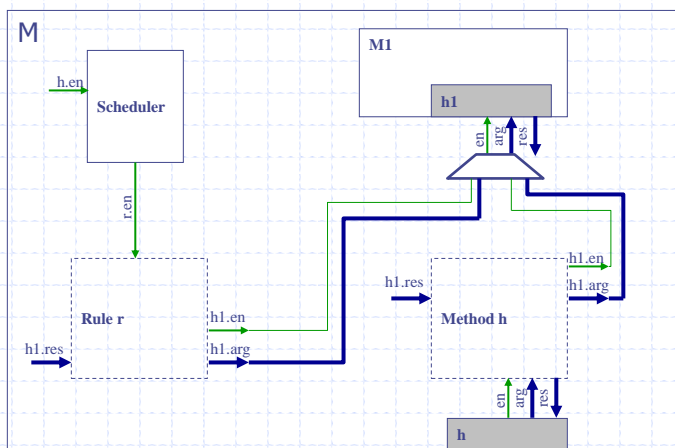 M
M1
h.en
Scheduler
h1
en
arg
res
r.en
h1.en
h1.res
h1.arg
Rule r
Method h
h1.en
h1.res
h1.arg
en
arg
res
h